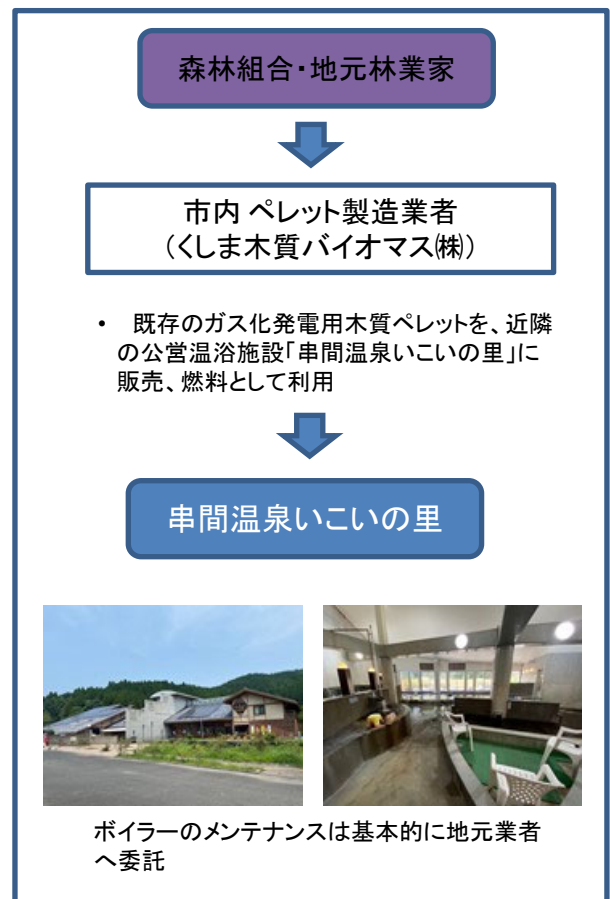 森林組合・地元林業家
市内 ペレット製造業者
（くしま木質バイオマス㈱）
• 既存のガス化発電用木質ペレットを、近隣
の公営温浴施設「串間温泉いこいの里」に
販売、燃料として利用
串間温泉いこいの里
ボイラーのメンテナンスは基本的に地元業者
へ委託